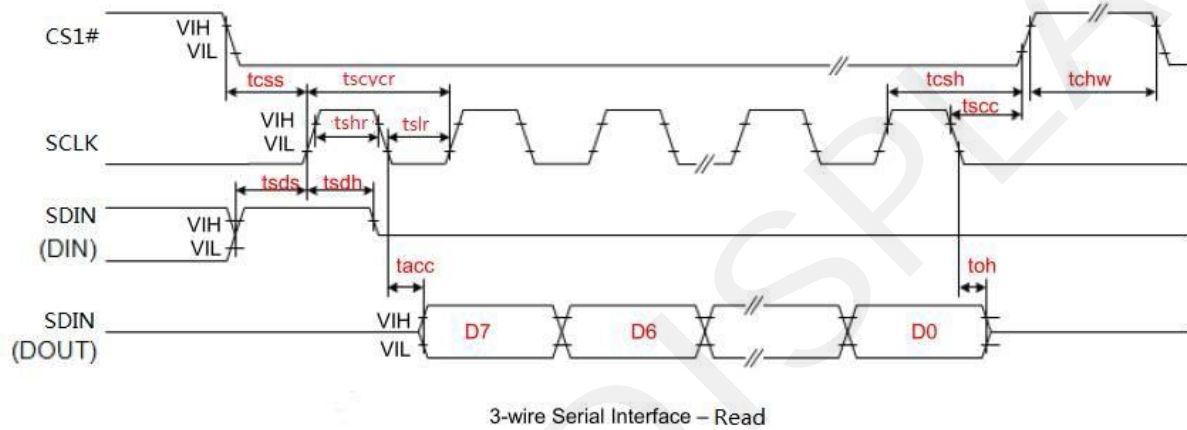 CS1#
VIH
VIL
tcss
tscycr
tcsh
tchw
tscc
SCLK
VIH
VIL
tshr
tslr
tsds
tsdh
SDIN
(DIN)
VIH
VIL
tacc
toh
SDIN
(DOUT)
VIH
VIL
D7
D6
D0
3-wire Serial Interface – Read